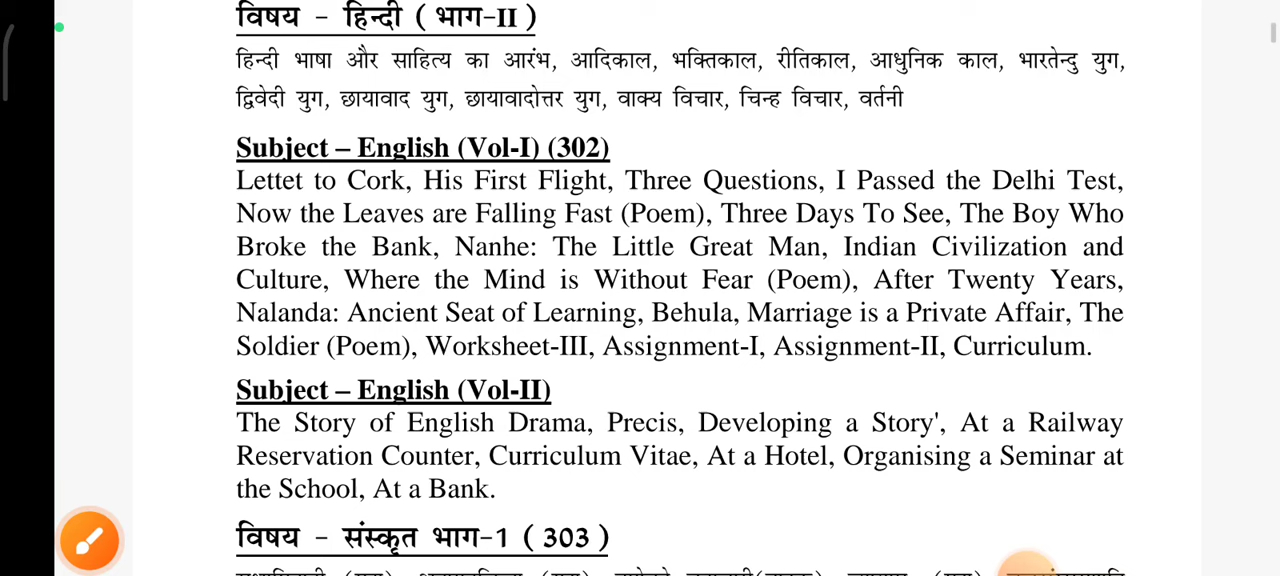 विषय - हिन्दी ( भाग-II )
हिन्दी भाषा और साहित्य का आरंभ, आदिकाल, भक्तिकाल, रीतिकाल, आधुनिक काल, भारतेन्दु युग,
द्विवेदी युग, छायावाद युग, छायावादोत्तर युग, वाक्य विचार, चिन्ह विचार, वर्तनी
Subject – English (Vol-I) (302)
Lettet to Cork, His First Flight, Three Questions, I Passed the Delhi Test,
Now the Leaves are Falling Fast (Poem), Three Days To See, The Boy Who
Broke the Bank, Nanhe: The Little Great Man, Indian Civilization and
Culture, Where the Mind is Without Fear (Poem), After Twenty Years,
Nalanda: Ancient Seat of Learning, Behula, Marriage is a Private Affair, The
Soldier (Poem), Worksheet-III, Assignment-I, Assignment-II, Curriculum.
Subject – English (Vol-II)
The Story of English Drama, Precis, Developing a Story', At a Railway
Reservation Counter, Curriculum Vitae, At a Hotel, Organising a Seminar at
the School, At a Bank.
विषय - संस्कृत भाग-1 ( 303 )